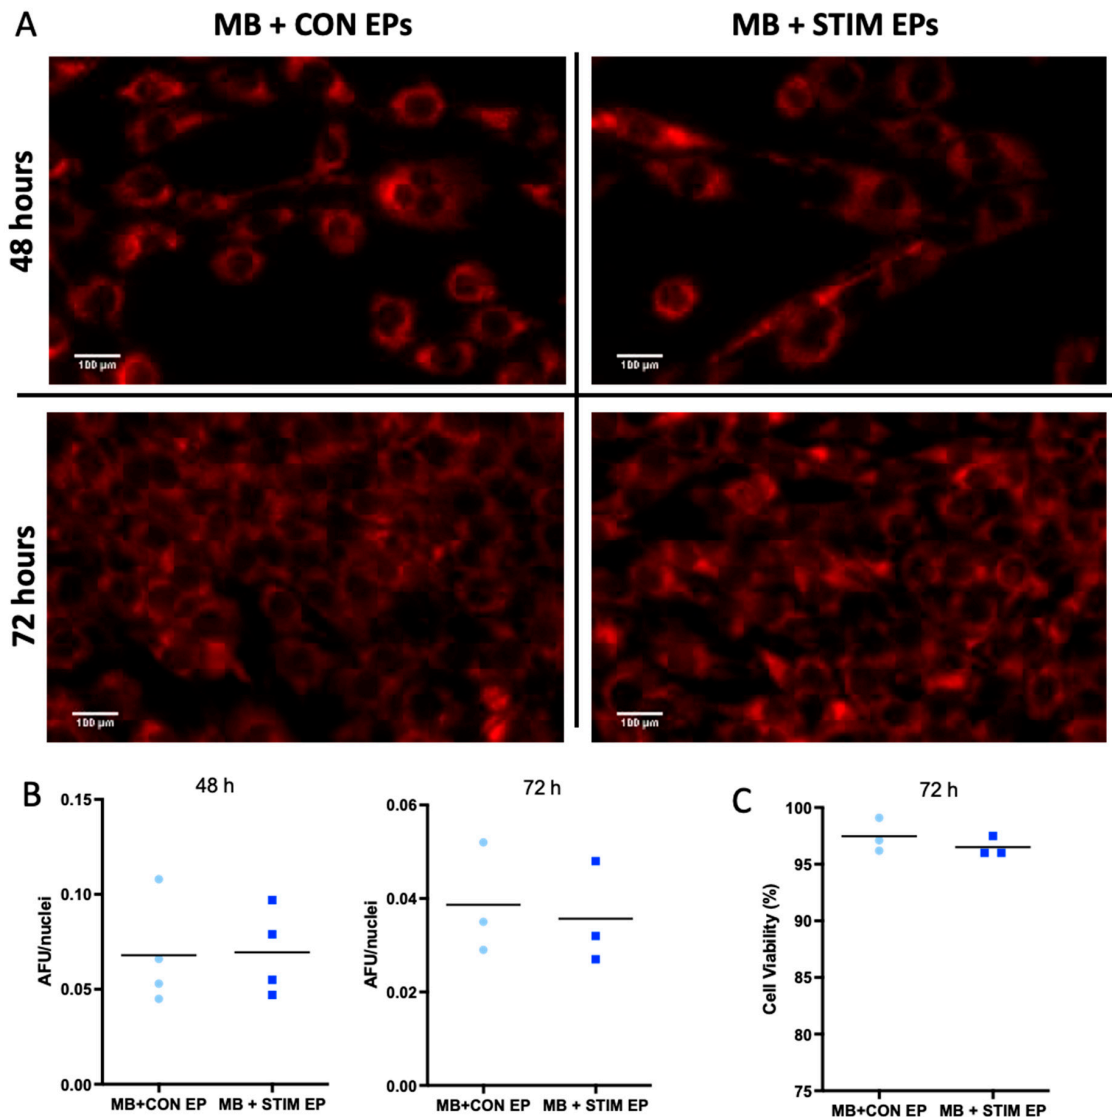 A
MB + CON EPs
MB + STIM EPs
48 hours
100 µm
100 µm
72 hours
100 µm
100 µm
B
48 h
AFU/nuclei
0.15
0.10
0.05
0.00
MB+CON EP
MB + STIM EP
72 h
AFU/nuclei
0.06
0.04
0.02
0.00
MB+CON EP
MB + STIM EP
C
72 h
Cell Viability (%)
100
95
90
85
80
75
MB+CON EP
MB + STIM EP